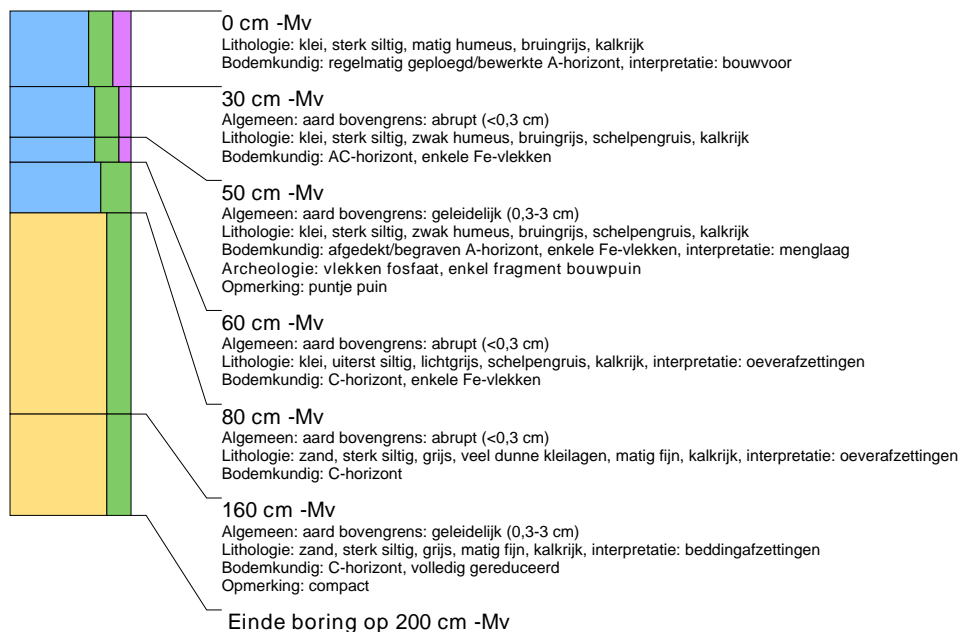 0 cm -Mv
Lithologie: klei, sterk siltig, matig humeus, bruingrijs, kalkrijk
Bodemkundig: regelmatig geploegd/bewerkte A-horizont, interpretatie: bouwvoor
30 cm -Mv
Algemeen: aard bovengrens: abrupt (<0,3 cm)
Lithologie: klei, sterk siltig, zwak humeus, bruingrijs, schelpengruis, kalkrijk
Bodemkundig: AC-horizont, enkele Fe-vlekken
50 cm -Mv
Algemeen: aard bovengrens: geleidelijk (0,3-3 cm)
Lithologie: klei, sterk siltig, zwak humeus, bruingrijs, schelpengruis, kalkrijk
Bodemkundig: afgedekt/begraven A-horizont, enkele Fe-vlekken, interpretatie: menglaag
Archeologie: vlekken fosfaat, enkel fragment bouwpuin
Opmerking: puntje puin
60 cm -Mv
Algemeen: aard bovengrens: abrupt (<0,3 cm)
Lithologie: klei, uiterst siltig, lichtgrijs, schelpengruis, kalkrijk, interpretatie: oeverafzettingen
Bodemkundig: C-horizont, enkele Fe-vlekken
80 cm -Mv
Algemeen: aard bovengrens: abrupt (<0,3 cm)
Lithologie: zand, sterk siltig, grijs, veel dunne kleilagen, matig fijn, kalkrijk, interpretatie: oeverafzettingen
Bodemkundig: C-horizont
160 cm -Mv
Algemeen: aard bovengrens: geleidelijk (0,3-3 cm)
Lithologie: zand, sterk siltig, grijs, matig fijn, kalkrijk, interpretatie: beddingafzettingen
Bodemkundig: C-horizont, volledig gereduceerd
Opmerking: compact
Einde boring op 200 cm -Mv